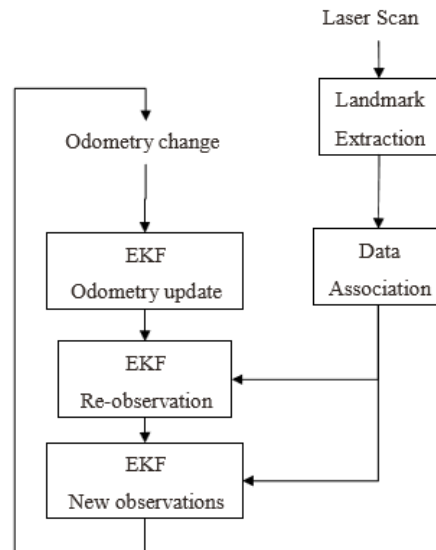 Laser Scan
Landmark
Extraction
Odometry change
Data
Association
EKF
Odometry update
EKF
Re-observation
EKF
New observations